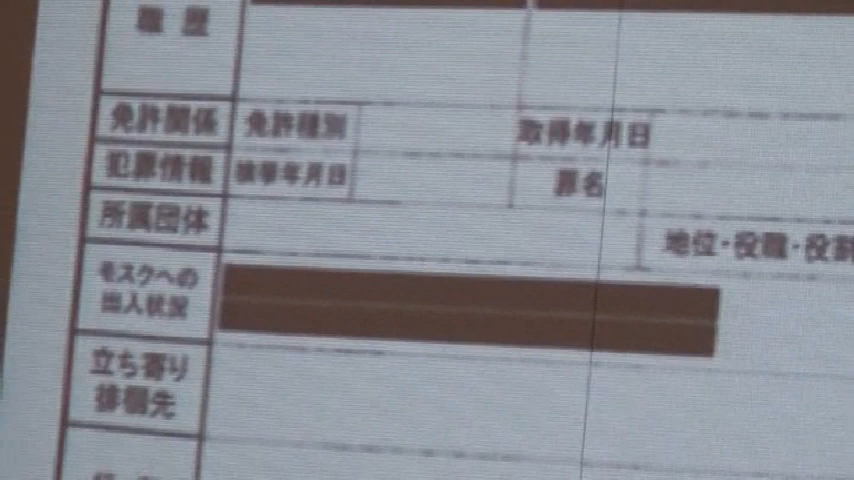 職歴
免許関係 免許種別 取得年月日
犯罪情報 検挙年月日 罪名
所属団体 地位・役職・役割
モスクへの
出入状況
立ち寄り
徘徊先